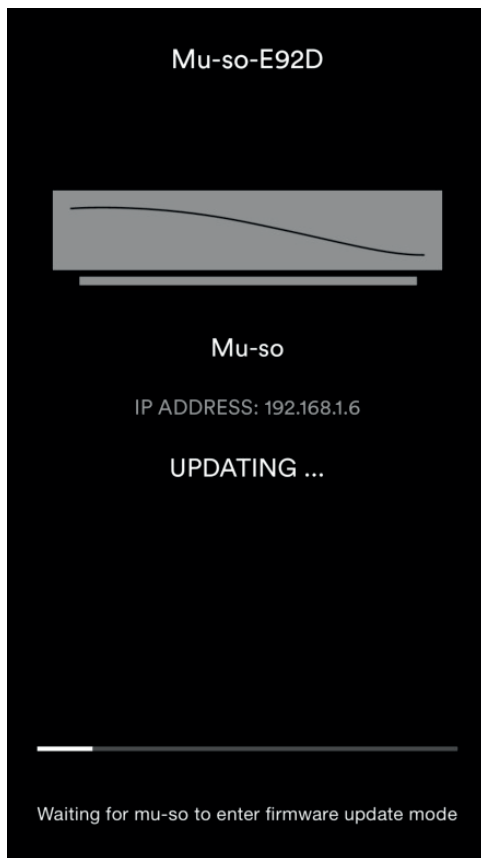 Mu-so-E92D
Mu-so
IP ADDRESS: 192.168.1.6
UPDATING ...
Waiting for mu-so to enter firmware update mode